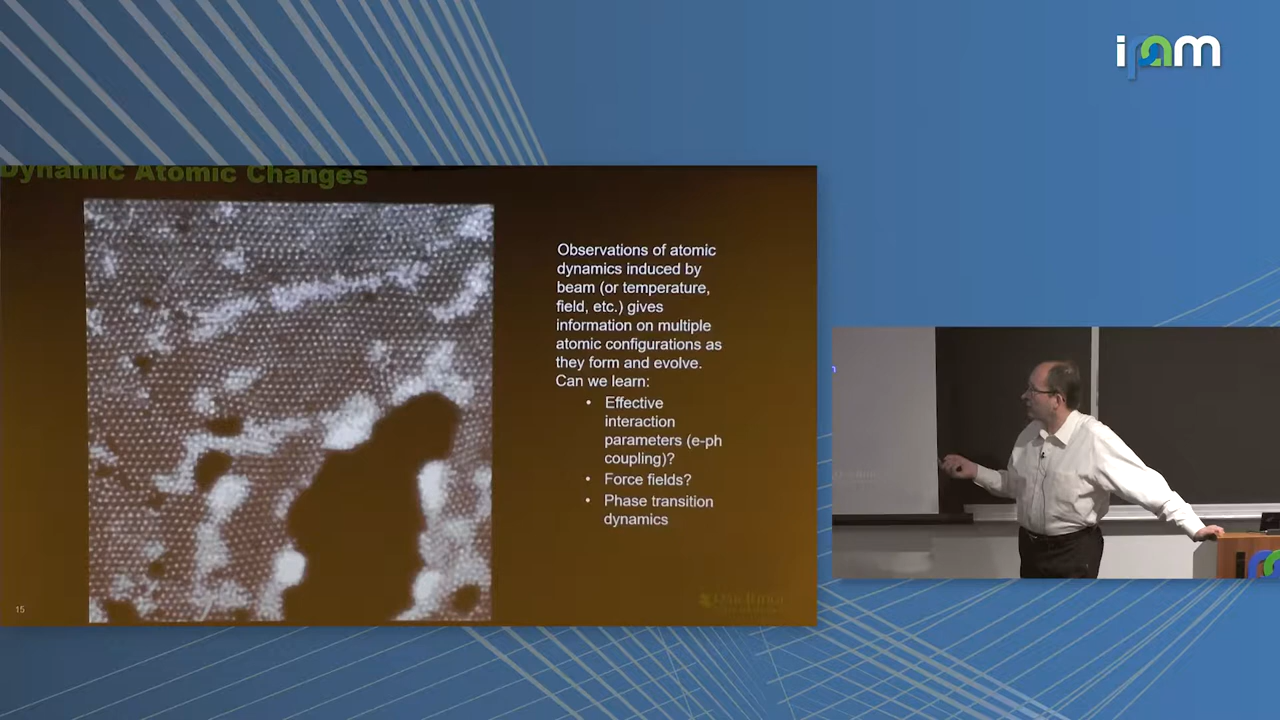 ipam
Dynamic Atomic Changes
Observations of atomic
dynamics induced by
beam (or temperature,
field, etc.) gives
information on multiple
atomic configurations as
they form and evolve.
Can we learn:
• Effective
interaction
parameters (e-ph
coupling)?
• Force fields?
• Phase transition
dynamics
15